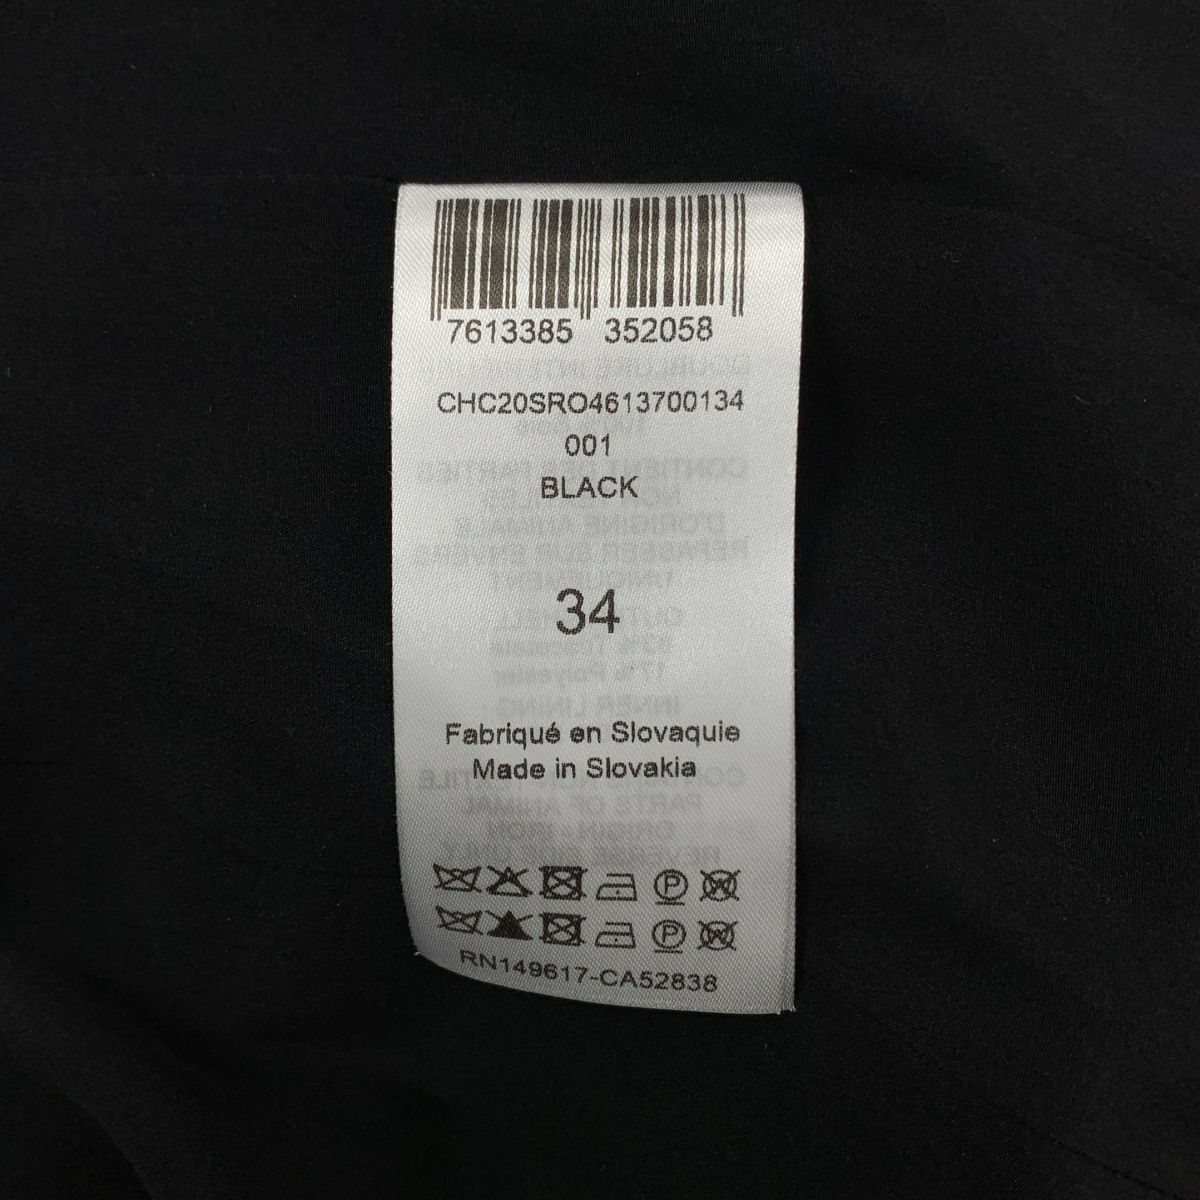 7613385 352058
CHC20SRO4613700134
001
BLACK
34
Fabriqué en Slovaquie
Made in Slovakia
RN149617-CA52838